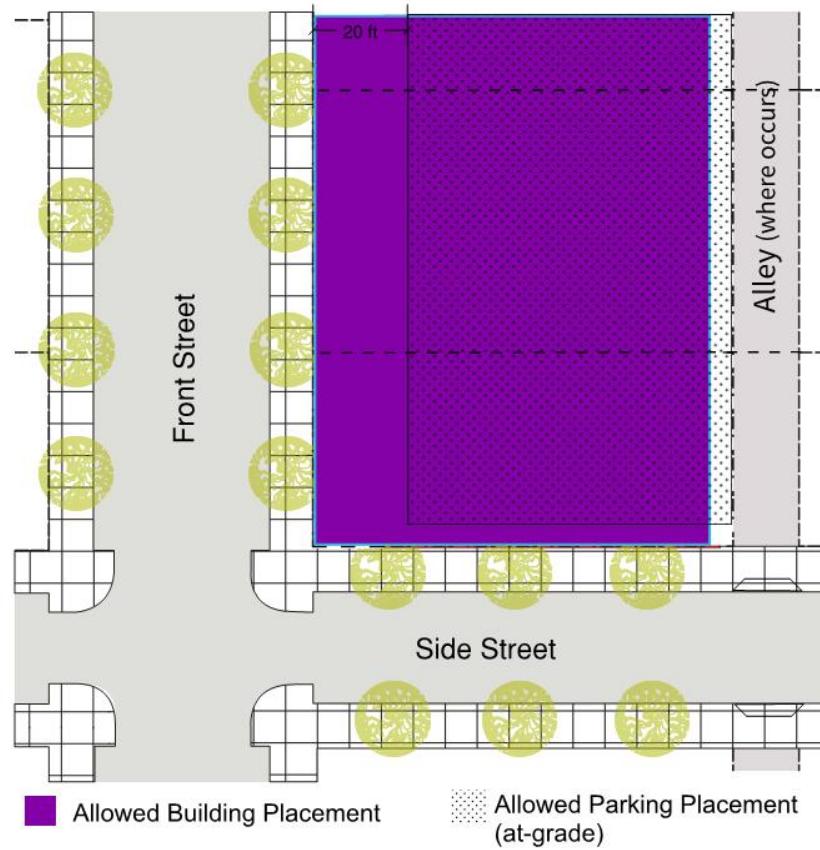 20 ft
Alley (where occurs)
Front Street
Side Street
Allowed Building Placement
Allowed Parking Placement
(at-grade)